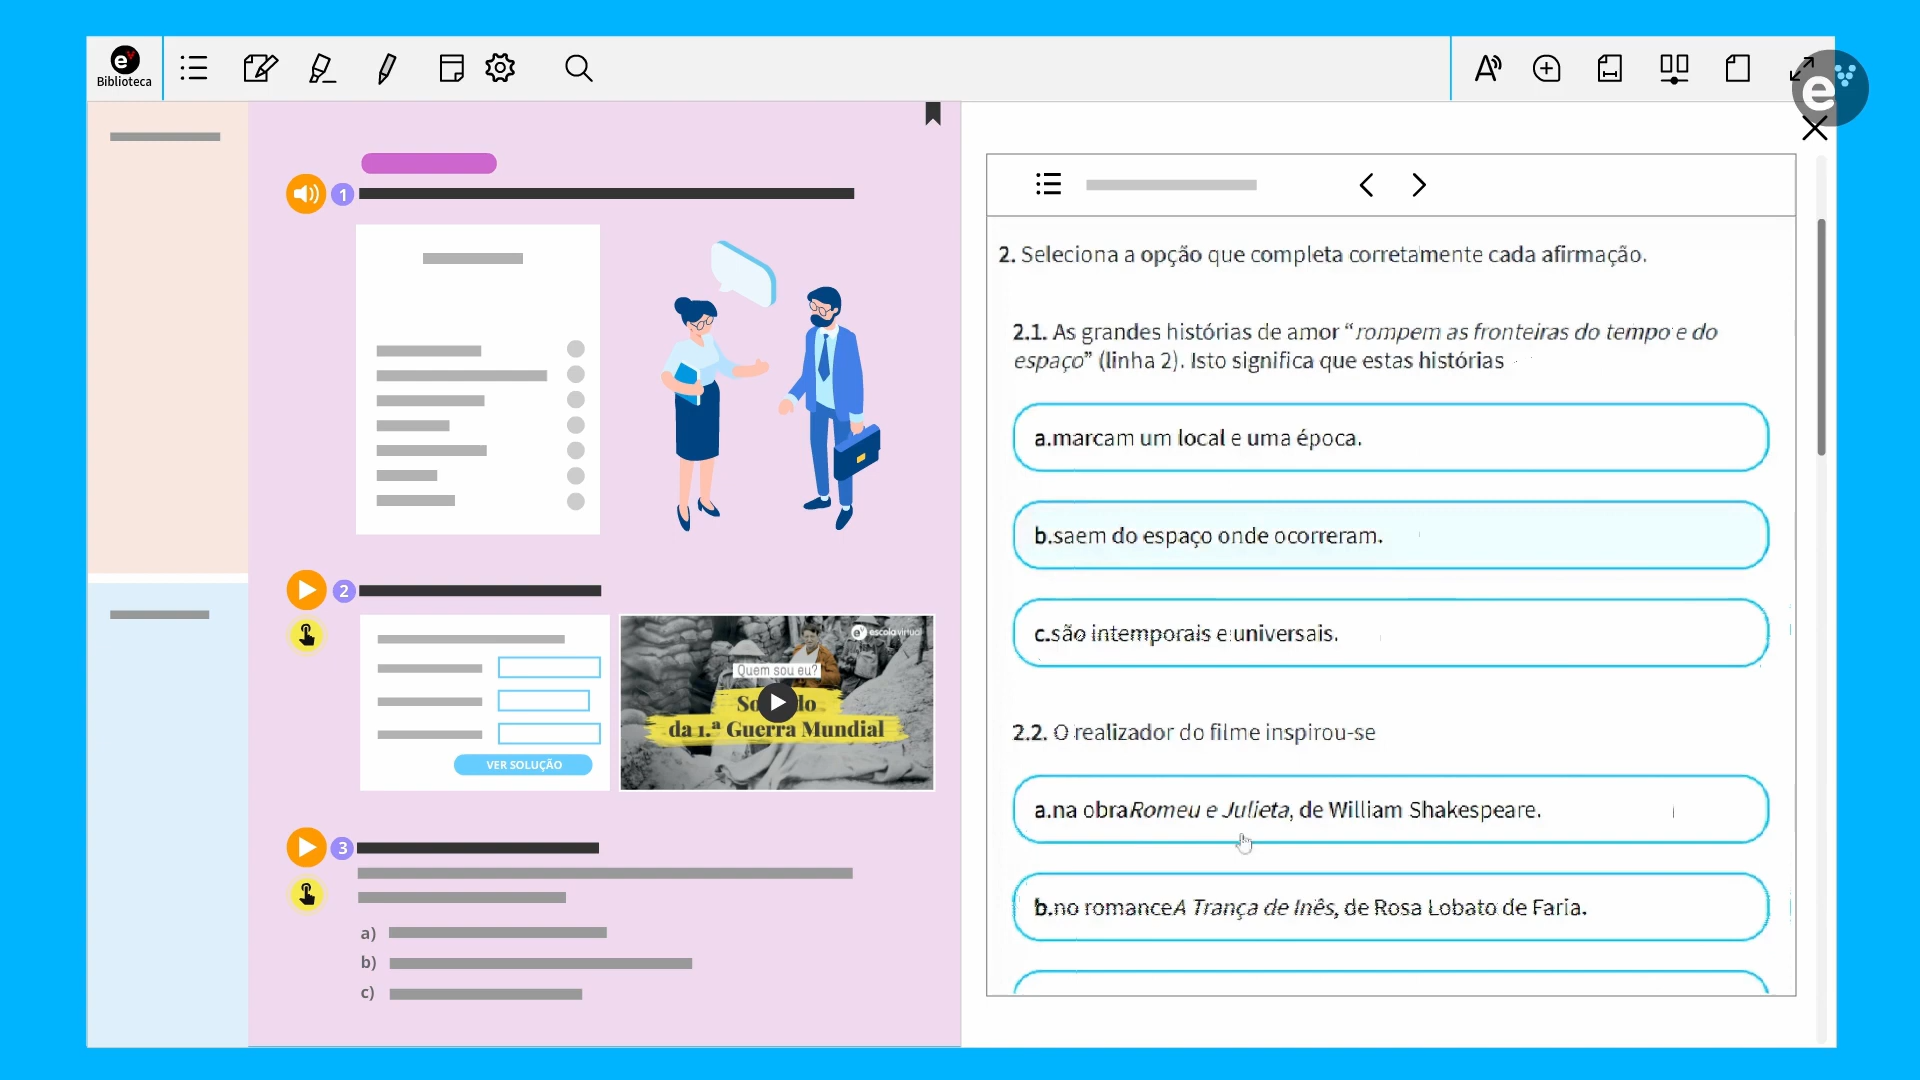 Biblioteca
1
2
Quem sou eu?
escolavirtual
da 1.ª Guerra Mundial
VER SOLUÇÃO
3
a)
b)
c)
2. Seleciona a opção que completa corretamente cada afirmação.
2.1. As grandes histórias de amor “rompem as fronteiras do tempo e do
espaço” (linha 2). Isto significa que estas histórias
a.marcam um local e uma época.
b.saem do espaço onde ocorreram.
c.são intemporais e universais.
2.2. O realizador do filme inspirou-se
a.na obra Romeu e Julieta, de William Shakespeare.
b.no romance A Trança de Inês, de Rosa Lobato de Faria.